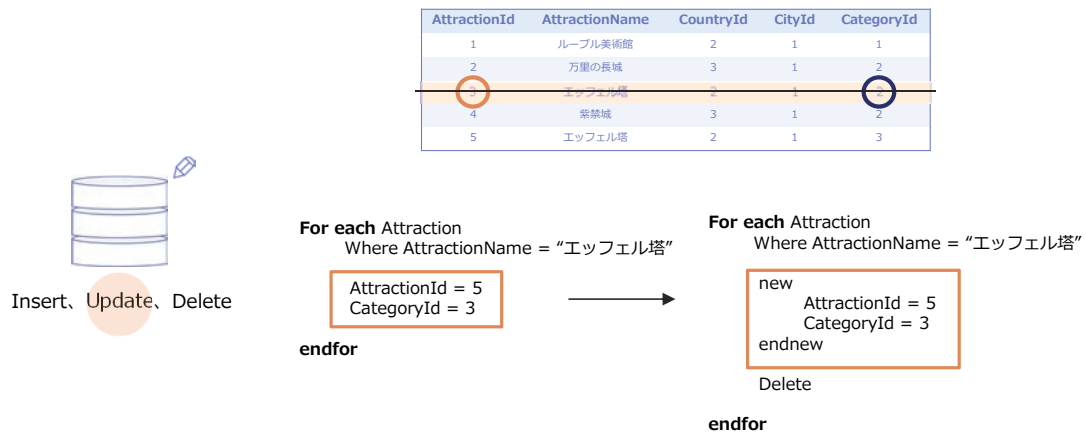 AttractionId AttractionName CountryId CityId CategoryId
1 ルーブル美術館 2 1 1
2 万里の長城 3 1 2
3 エッフェル塔 2 1 2
4 紫禁城 3 1 2
5 エッフェル塔 2 1 3
Insert、Update、Delete
For each Attraction
Where AttractionName = “エッフェル塔”
AttractionId = 5
CategoryId = 3
endfor
For each Attraction
Where AttractionName = “エッフェル塔”
new
AttractionId = 5
CategoryId = 3
endnew
Delete
endfor